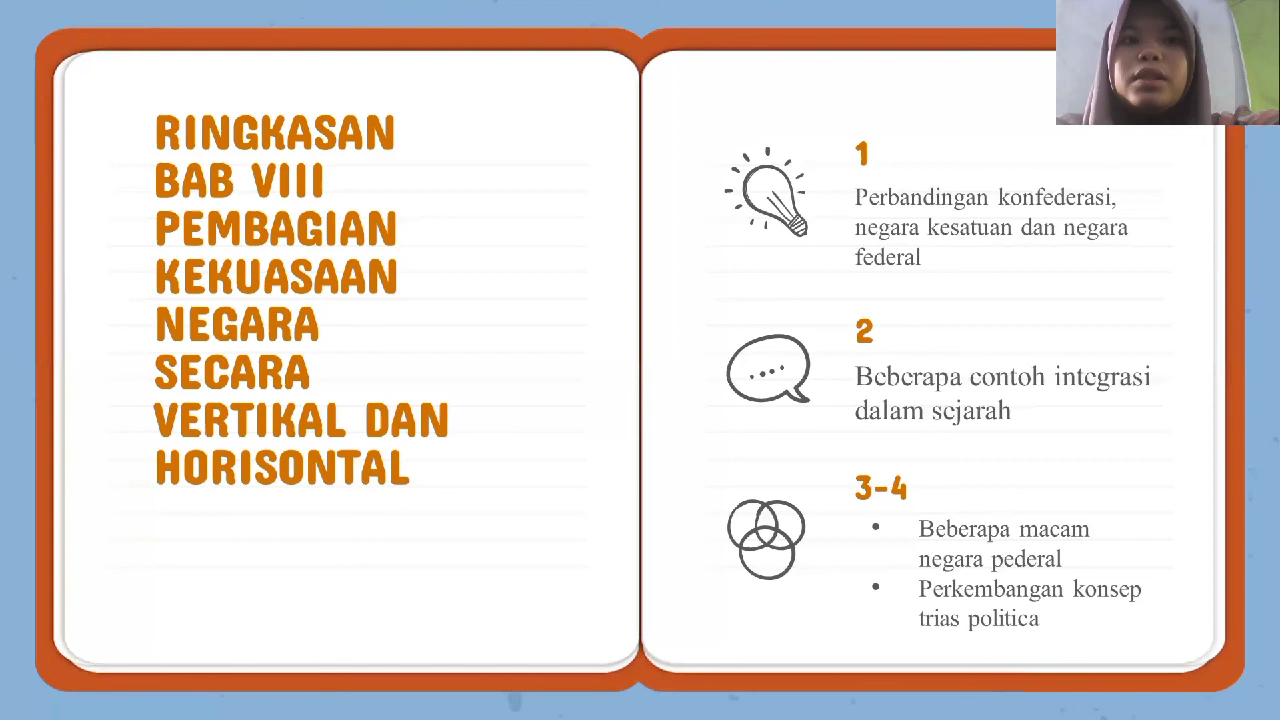 RINGKASAN
BAB VIII
PEMBAGIAN
KEKUASAAN
NEGARA
SECARA
VERTIKAL DAN
HORISONTAL
1
Perbandingan konfederasi,
negara kesatuan dan negara
federal
2
Beberapa contoh integrasi
dalam sejarah
3-4
• Beberapa macam
negara pederal
• Perkembangan konsep
trias politica